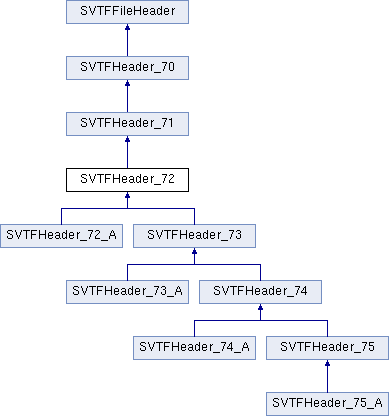 SVTFFileHeader
SVTFHeader_70
SVTFHeader_71
SVTFHeader_72
SVTFHeader_72_A
SVTFHeader_73
SVTFHeader_73_A
SVTFHeader_74
SVTFHeader_74_A
SVTFHeader_75
SVTFHeader_75_A